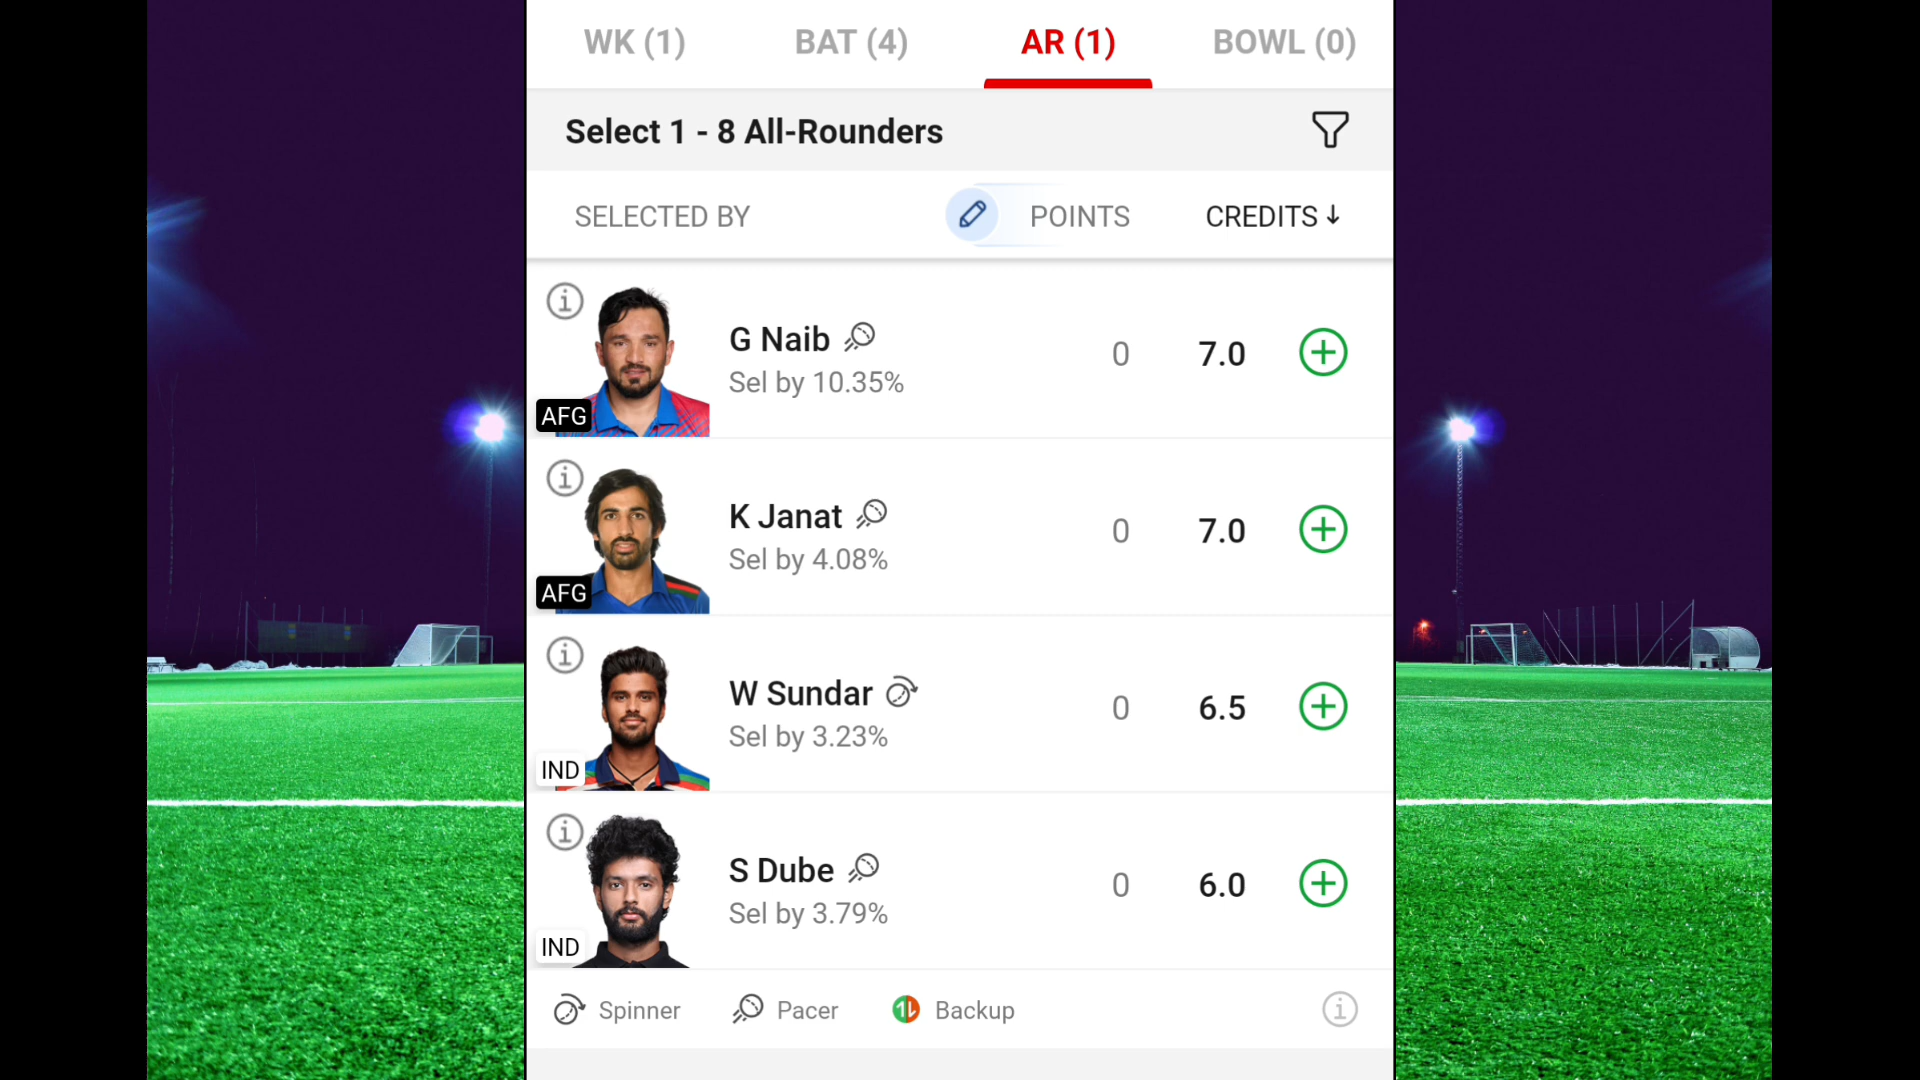 WK (1) BAT (4) AR (1) BOWL (0)
Select 1 - 8 All-Rounders
SELECTED BY POINTS CREDITS ↓
G Naib
Sel by 10.35%
0 7.0
AFG
K Janat
Sel by 4.08%
0 7.0
AFG
W Sundar
Sel by 3.23%
0 6.5
IND
S Dube
Sel by 3.79%
0 6.0
IND
Spinner Pacer Backup